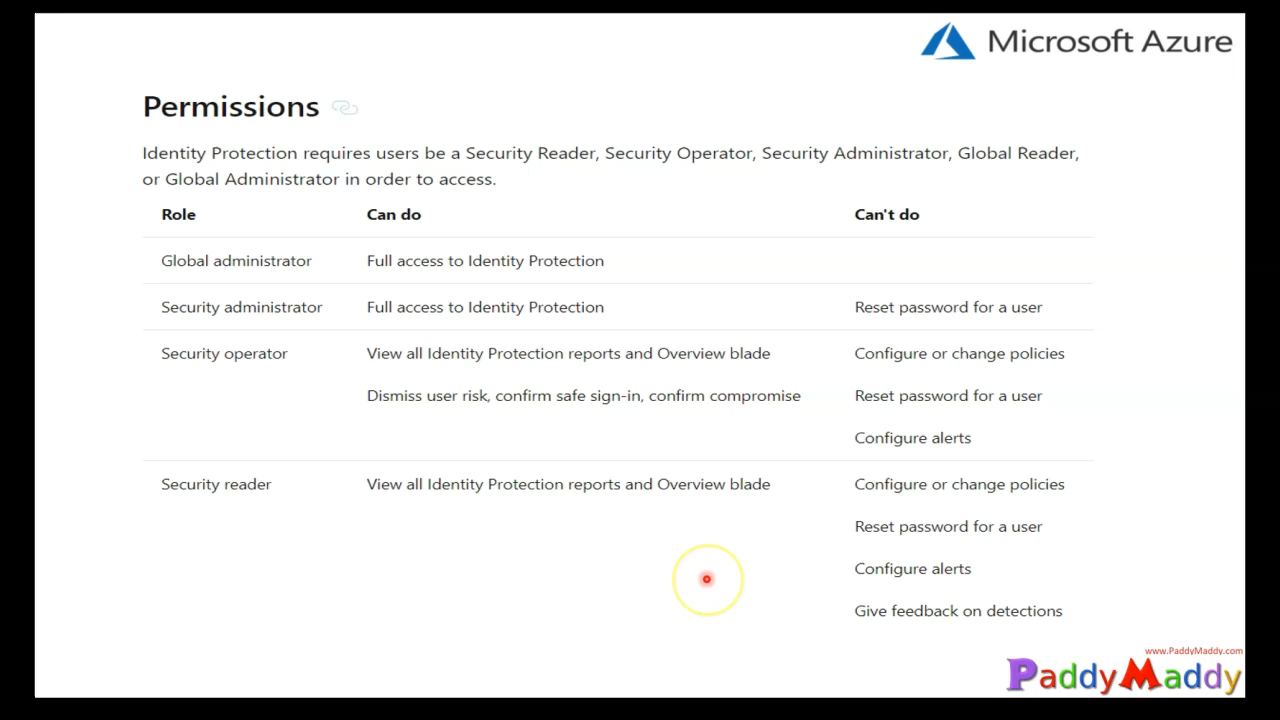 Microsoft Azure
Permissions
Identity Protection requires users be a Security Reader, Security Operator, Security Administrator, Global Reader,
or Global Administrator in order to access.
Role Can do Can't do
Global administrator Full access to Identity Protection
Security administrator Full access to Identity Protection Reset password for a user
Security operator View all Identity Protection reports and Overview blade Configure or change policies
Dismiss user risk, confirm safe sign-in, confirm compromise Reset password for a user
Configure alerts
Security reader View all Identity Protection reports and Overview blade Configure or change policies
Reset password for a user
Configure alerts
Give feedback on detections
www.PaddyMaddy.com
PaddyMaddy